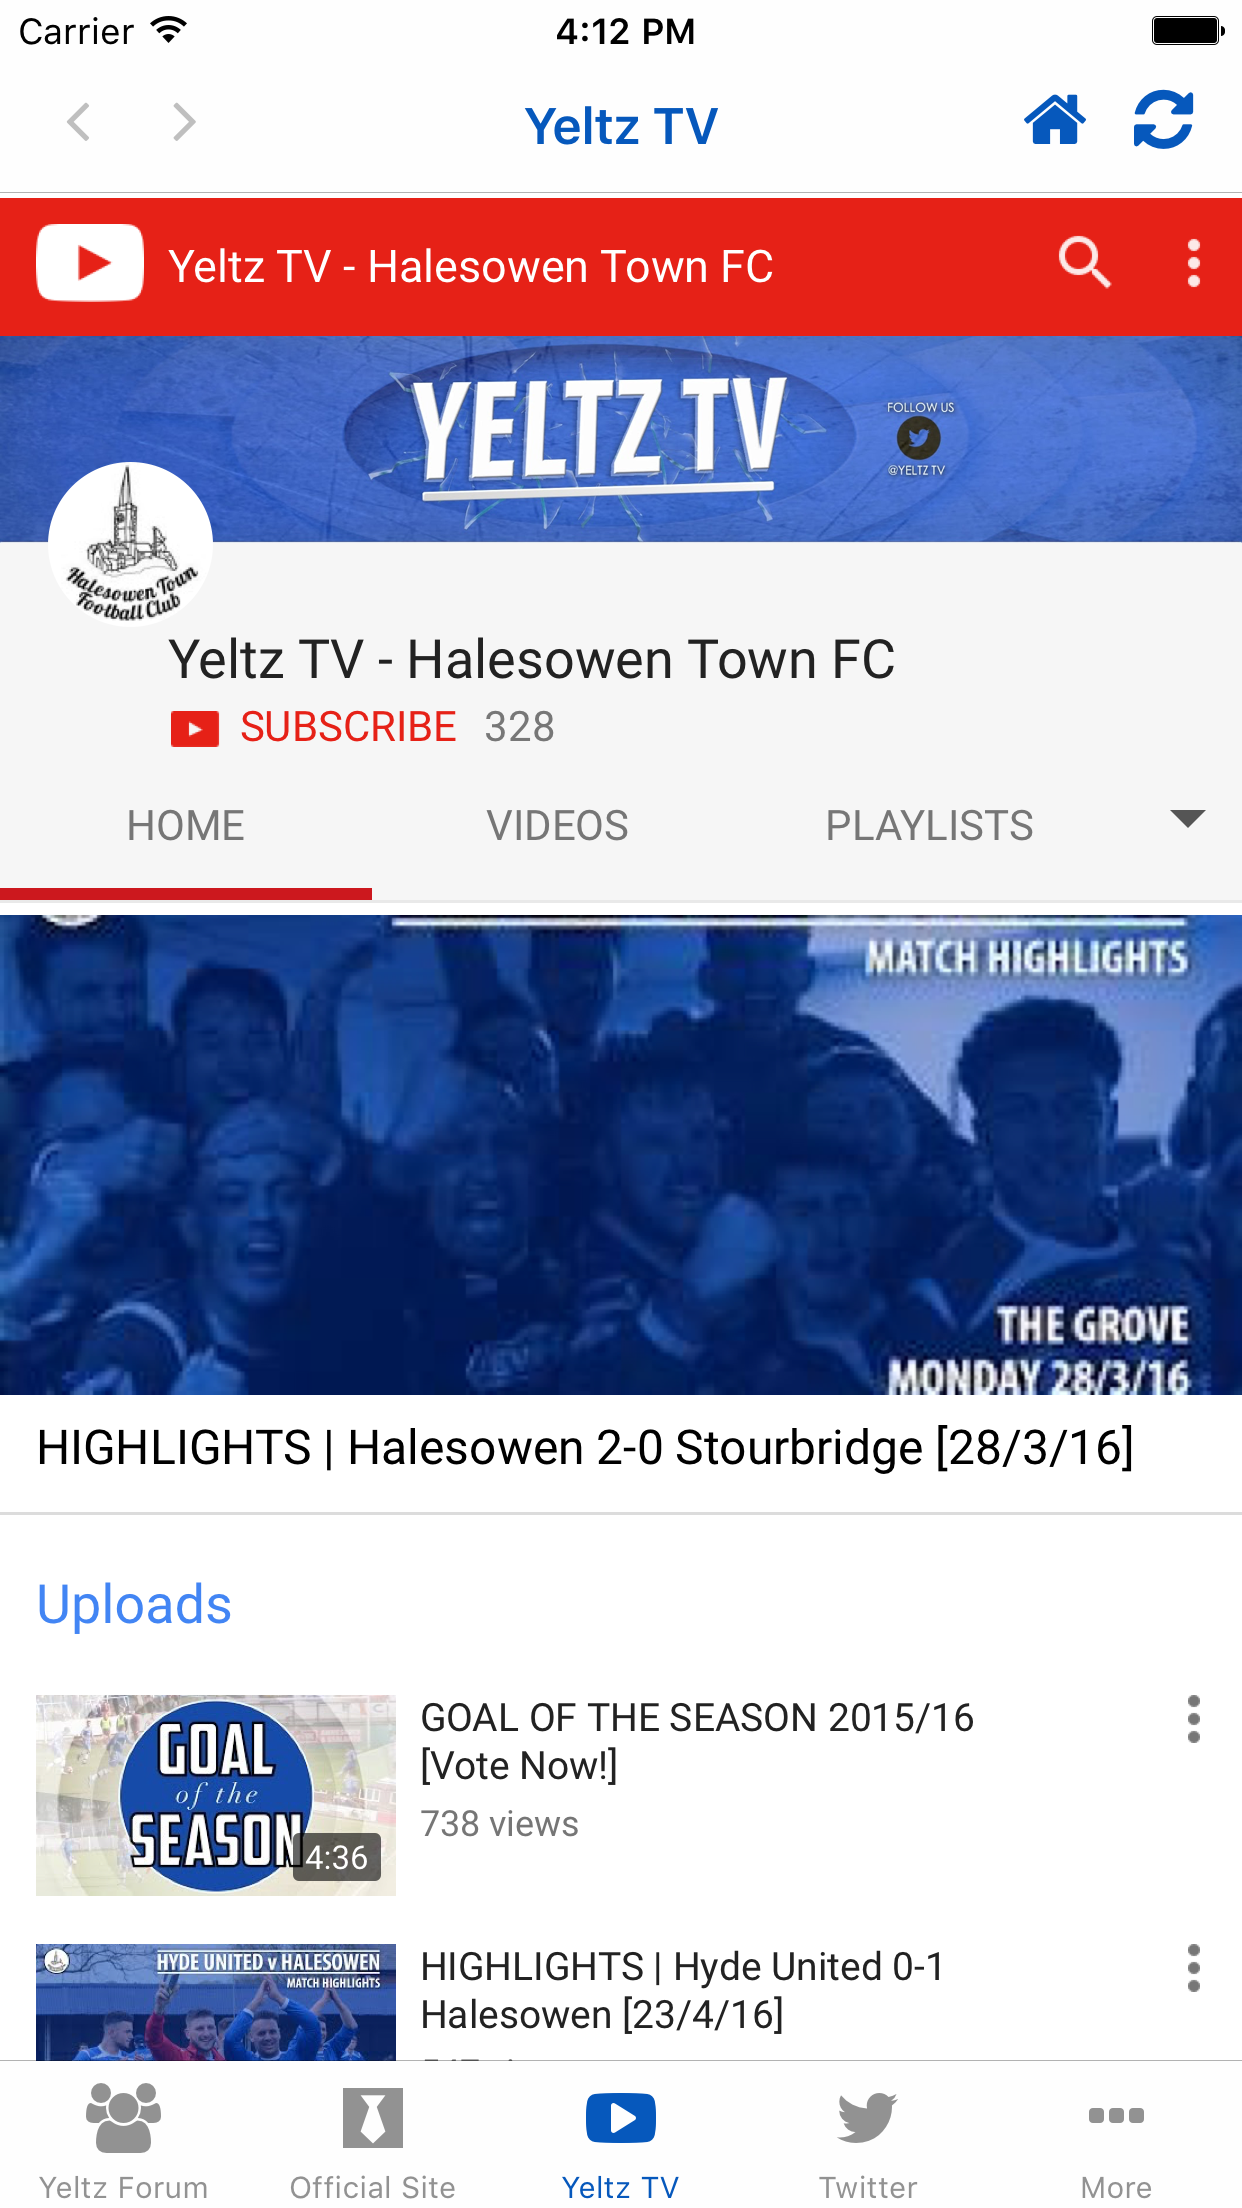 Carrier
4:12 PM
Yeltz TV
Yeltz TV - Halesowen Town FC
YELTZ TV
FOLLOW US
@YELTZ TV
Halesowen Town
Football Club
Yeltz TV - Halesowen Town FC
SUBSCRIBE 328
HOME
VIDEOS
PLAYLISTS
MATCH HIGHLIGHTS
THE GROVE
MONDAY 28/3/16
HIGHLIGHTS | Halesowen 2-0 Stourbridge [28/3/16]
Uploads
GOAL
of the
SEASON
4:36
GOAL OF THE SEASON 2015/16
[Vote Now!]
738 views
HYDE UNITED v HALESOWEN
MATCH HIGHLIGHTS
HIGHLIGHTS | Hyde United 0-1
Halesowen [23/4/16]
Yeltz Forum
Official Site
Yeltz TV
Twitter
More